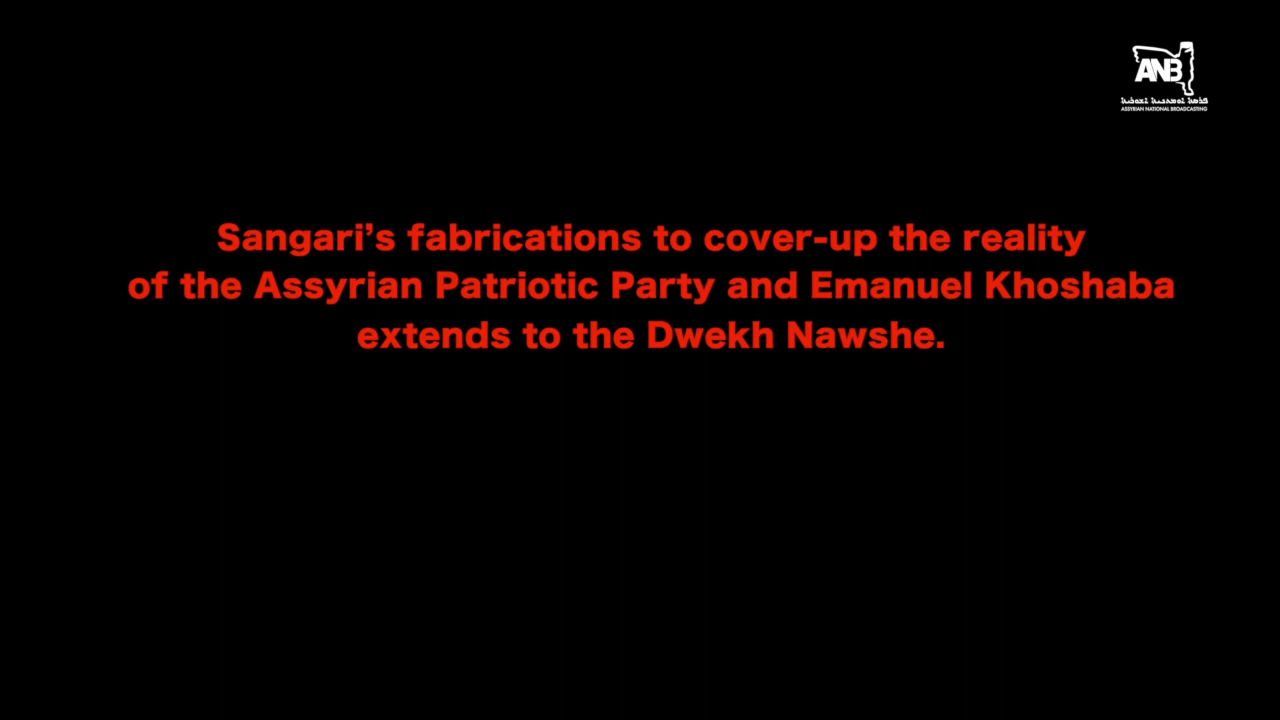 ANB
ASSYRIAN NATIONAL BROADCASTING
Sangari’s fabrications to cover-up the reality
of the Assyrian Patriotic Party and Emanuel Khoshaba
extends to the Dwekh Nawshe.